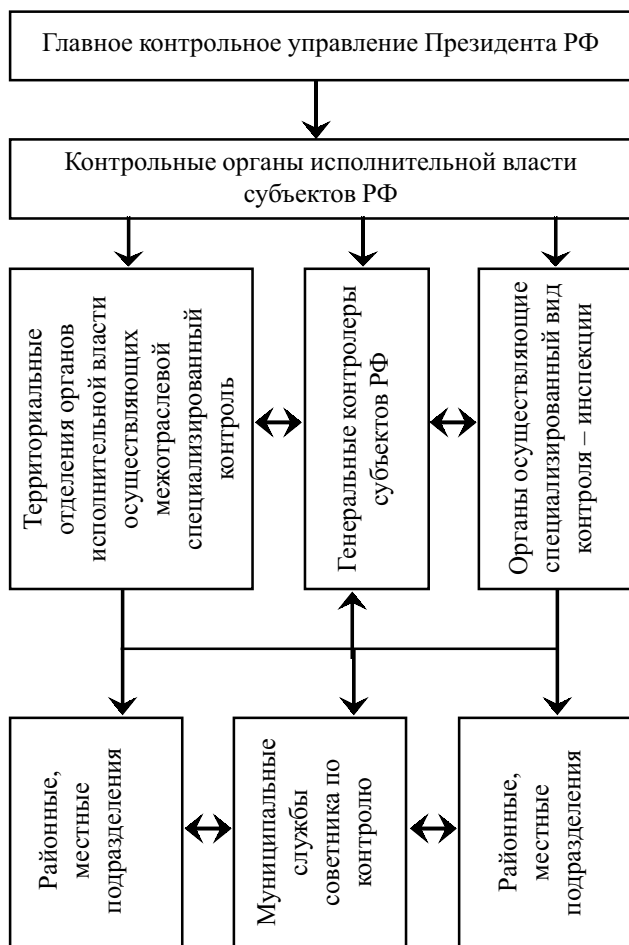 Главное контрольное управление Президента РФ
Контрольные органы исполнительной власти
субъектов РФ
Территориальные
отделения органов
исполнительной власти
осуществляющих
межотраслевой
специализированный
контроль
Генеральные контролеры
субъектов РФ
Органы осуществляющие
специализированный вид
контроля – инспекции
Районные,
местные
подразделения
Муниципальные
службы
советника по
контролю
Районные,
местные
подразделения